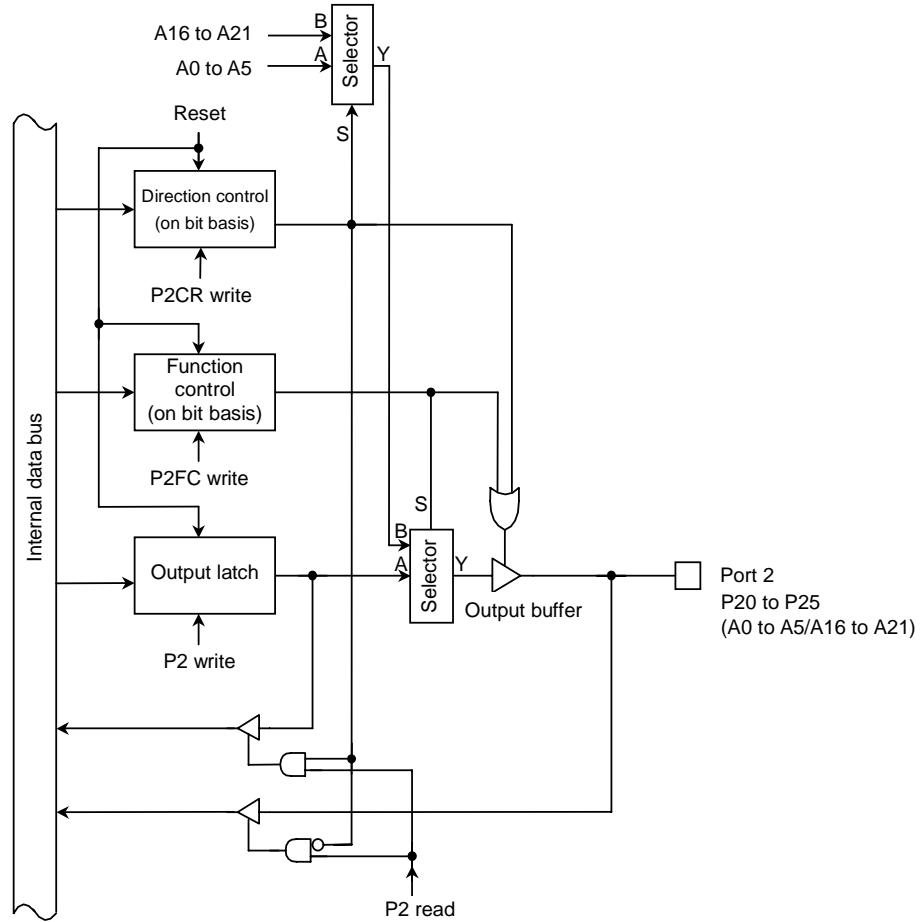 A16 to A21
B
A0 to A5
A
Selector
Y
S
Reset
Direction control
(on bit basis)
P2CR write
Function
control
(on bit basis)
P2FC write
Internal data bus
S
B
A
Selector
Y
Output latch
Output buffer
P2 write
Port 2
P20 to P25
(A0 to A5/A16 to A21)
P2 read